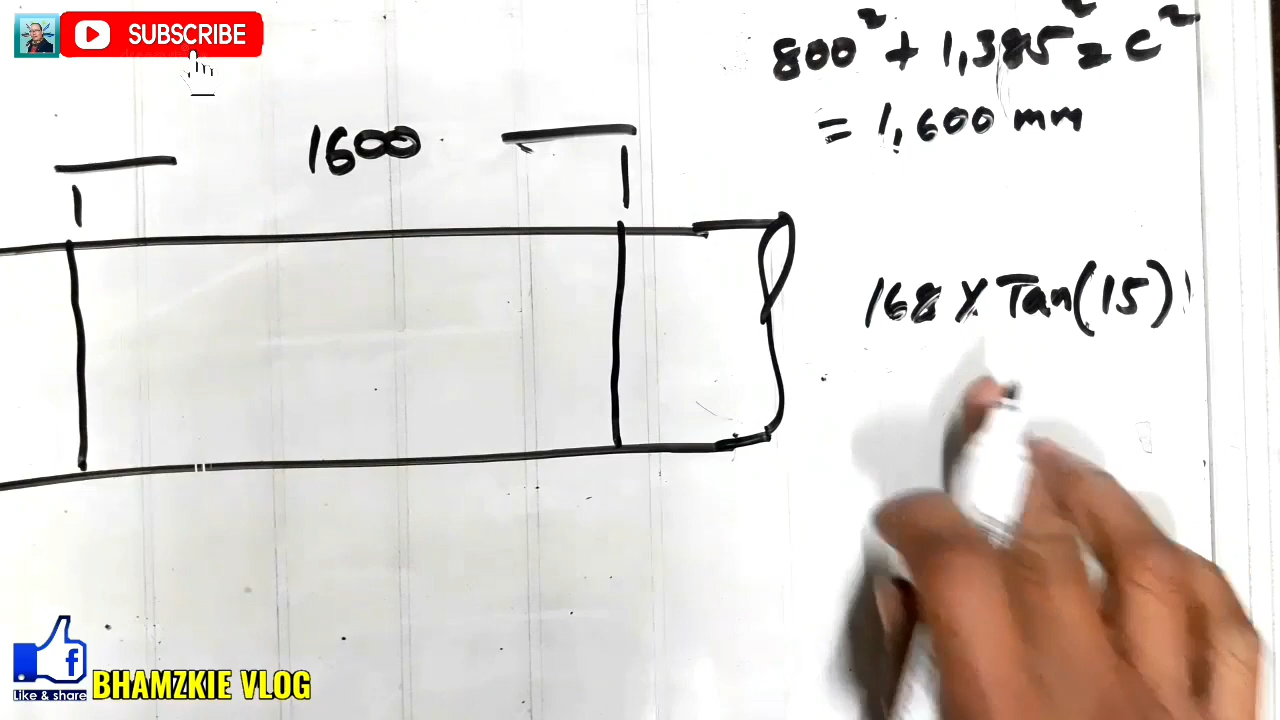 SUBSCRIBE
800² + 1,385² = C²
= 1,600 mm
1600
168 X Tan(15)
Like & share
BHAMZKIE VLOG